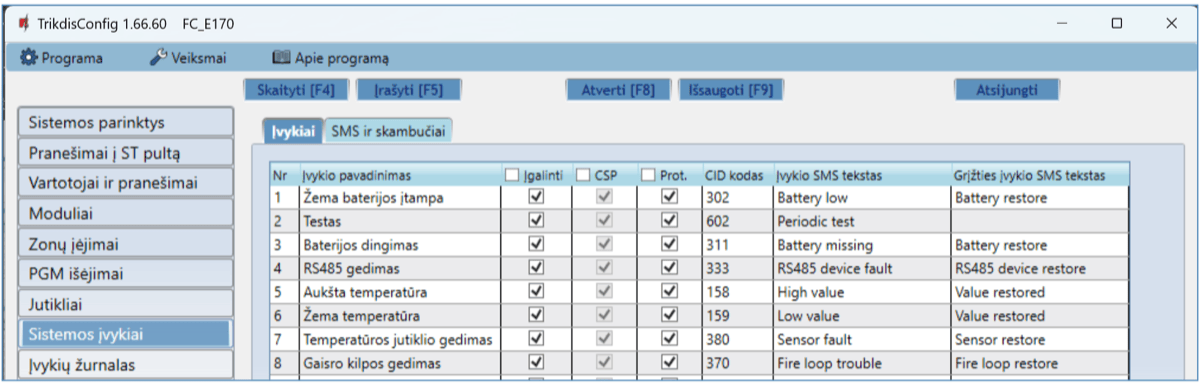 TrikdisConfig 1.66.60 FC_E170
Programa Veiksmai Apie programą
Skaityti [F4] Įrašyti [F5] Atverti [F8] Išsaugoti [F9] Atsijungti
Sistemos parinktys
Pranešimai į ST pultą
Vartotojai ir pranešimai
Moduliai
Zonų įėjimai
PGM išėjimai
Jutikliai
Sistemos įvykiai
Įvykių žurnalas
Įvykiai SMS ir skambučiai
Nr Įvykio pavadinimas Įgalinti CSP Prot. CID kodas Įvykio SMS tekstas Grįžties įvykio SMS tekstas
1 Žema baterijos įtampa 302 Battery low Battery restore
2 Testas 602 Periodic test
3 Baterijos dingimas 311 Battery missing Battery restore
4 RS485 gedimas 333 RS485 device fault RS485 device restore
5 Aukšta temperatūra 158 High value Value restored
6 Žema temperatūra 159 Low value Value restored
7 Temperatūros jutiklio gedimas 380 Sensor fault Sensor restore
8 Gaisro kilpos gedimas 370 Fire loop trouble Fire loop restore